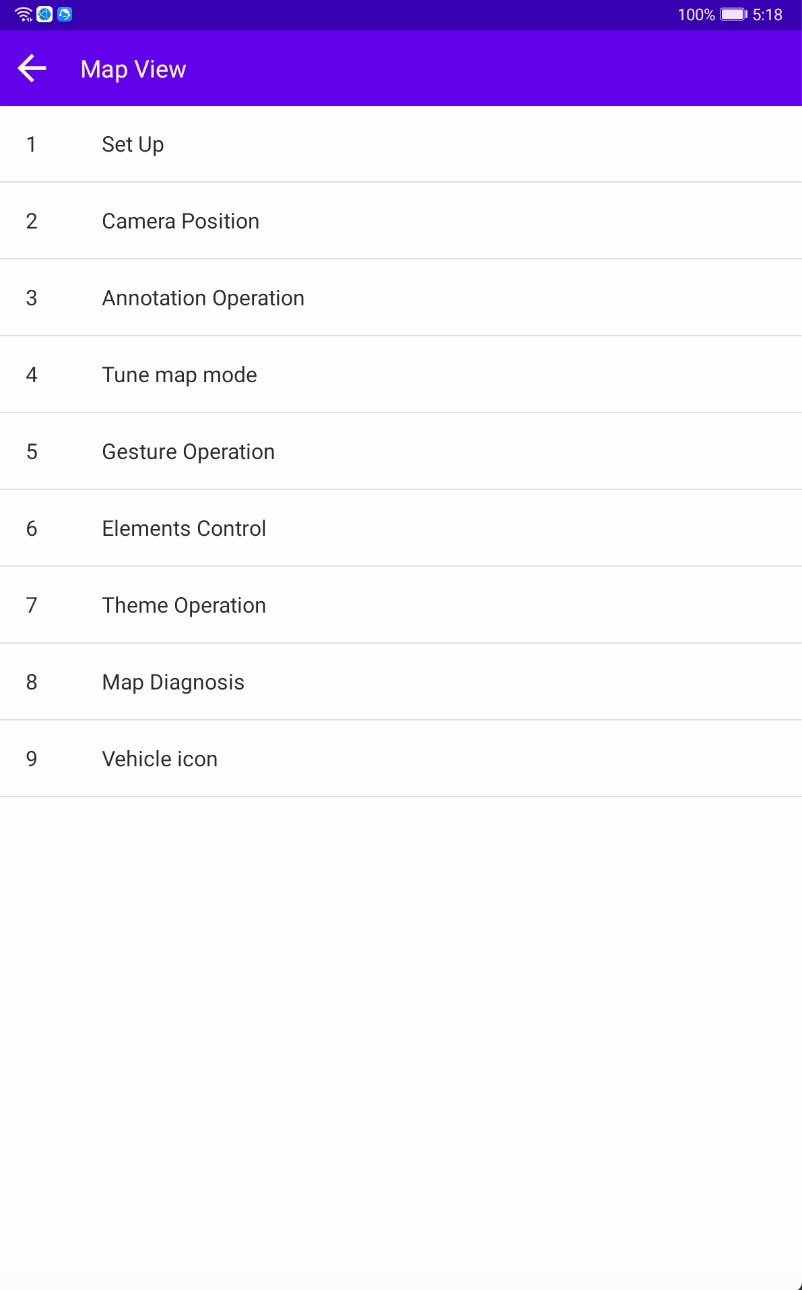 100% 5:18
Map View
1 Set Up
2 Camera Position
3 Annotation Operation
4 Tune map mode
5 Gesture Operation
6 Elements Control
7 Theme Operation
8 Map Diagnosis
9 Vehicle icon